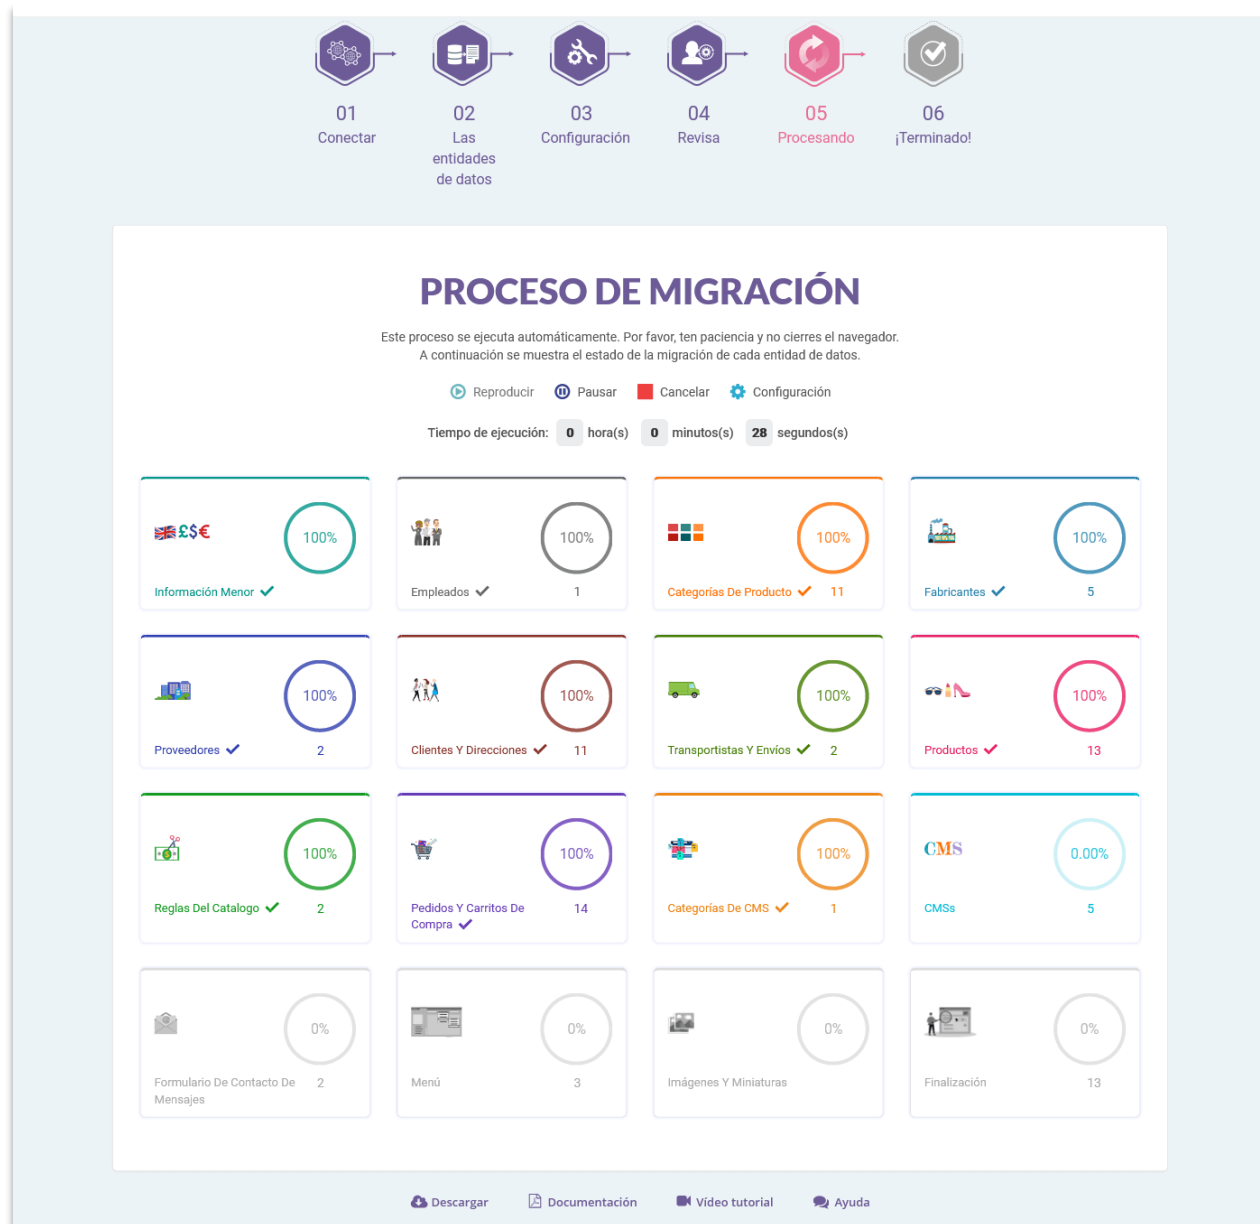 01
Conectar
02
Las
entidades
de datos
03
Configuración
04
Revisa
05
Procesando
06
¡Terminado!
PROCESO DE MIGRACIÓN
Este proceso se ejecuta automáticamente. Por favor, ten paciencia y no cierres el navegador.
A continuación se muestra el estado de la migración de cada entidad de datos.
Reproducir Pausar Cancelar Configuración
Tiempo de ejecución: 0 hora(s) 0 minutos(s) 28 segundos(s)
£$€
100%
Información Menor
100%
Empleados 1
100%
Categorías De Producto 11
100%
Fabricantes 5
100%
Proveedores 2
100%
Clientes Y Direcciones 11
100%
Transportistas Y Envíos 2
100%
Productos 13
100%
Reglas Del Catalogo 2
100%
Pedidos Y Carritos De 14
Compra
100%
Categorías De CMS 1
CMS
0.00%
CMSs 5
0%
Formulario De Contacto De 2
Mensajes
0%
Menú 3
0%
Imágenes Y Miniaturas
0%
Finalización 13
Descargar Documentación Vídeo tutorial Ayuda